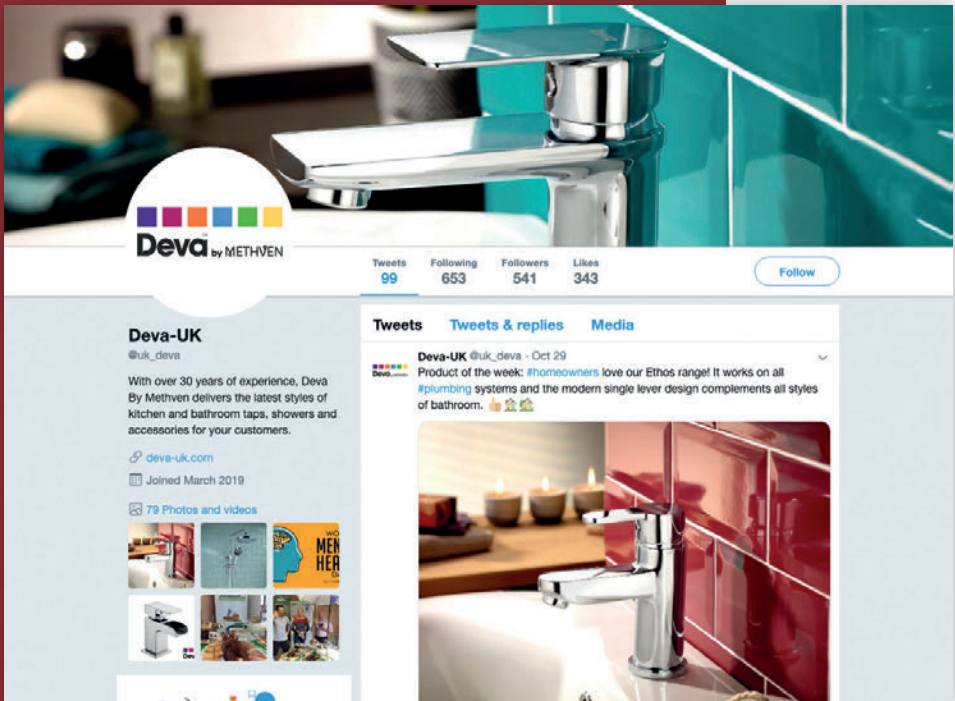 Deva by METHVEN
Tweets
99
Following
653
Followers
541
Likes
343
Follow
Deva-UK
@uk_deva
With over 30 years of experience, Deva
By Methven delivers the latest styles of
kitchen and bathroom taps, showers and
accessories for your customers.
deva-uk.com
Joined March 2019
79 Photos and videos
Tweets Tweets & replies Media
Deva-UK @uk_deva · Oct 29
Product of the week: #homeowners love our Ethos range! It works on all
#plumbing systems and the modern single lever design complements all styles
of bathroom. 👍🏼🏠🏡
WO
MEN
HEA
Dev